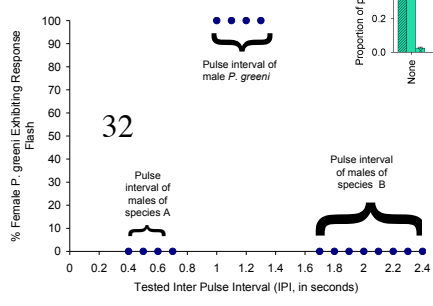 % Female P. greeni Exhibiting Response
Flash
100
90
80
70
60
50
40
30
20
10
0
Pulse interval of
male P. greeni
32
Pulse
interval of
males of
species A
Pulse interval
of males of
species B
0 0.2 0.4 0.6 0.8 1 1.2 1.4 1.6 1.8 2 2.2 2.4
Tested Inter Pulse Interval (IPI, in seconds)
Proportion of p
0.2
0.0
None